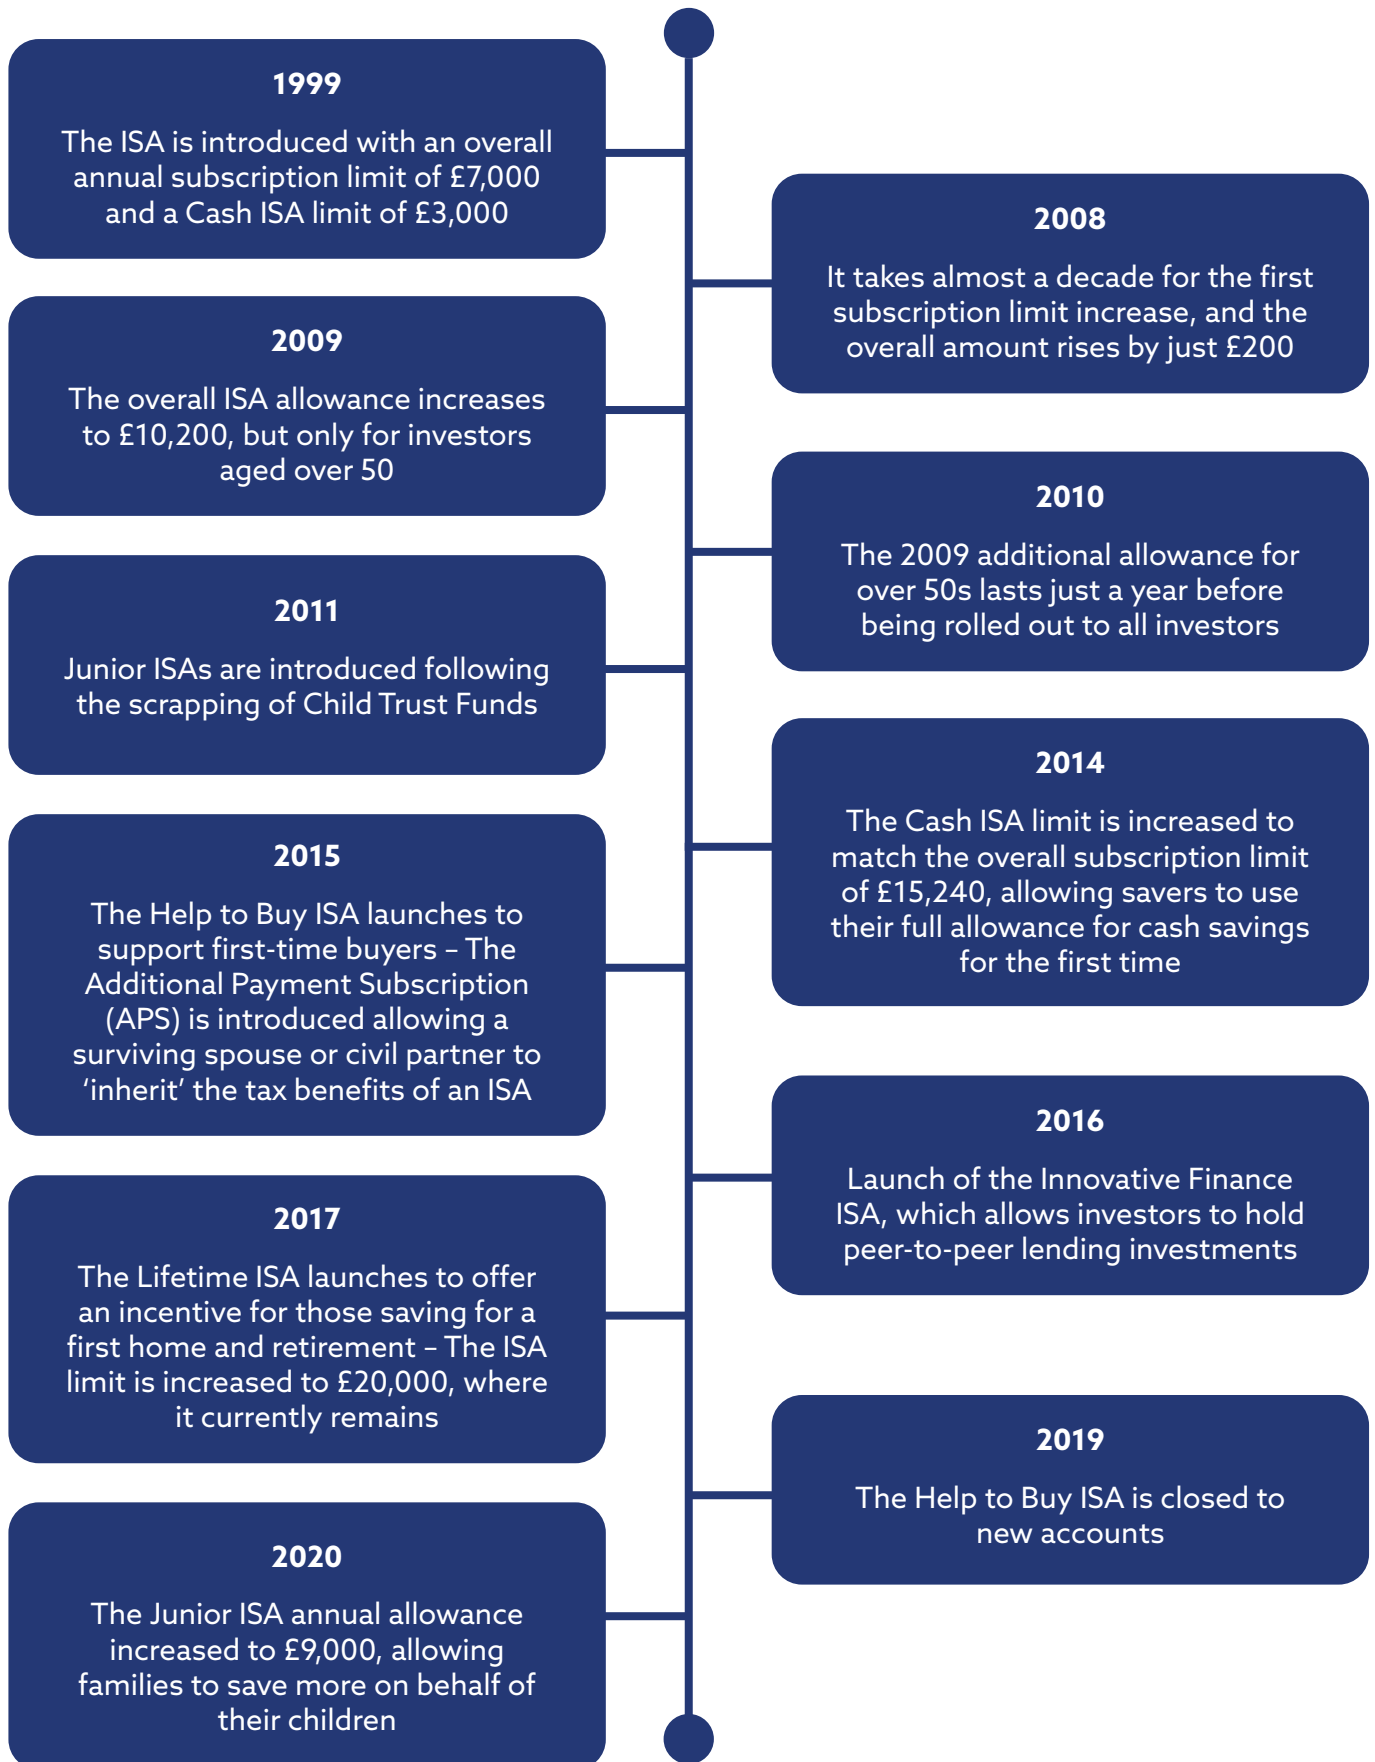 1999
The ISA is introduced with an overall
annual subscription limit of £7,000
and a Cash ISA limit of £3,000
2008
It takes almost a decade for the first
subscription limit increase, and the
overall amount rises by just £200
2009
The overall ISA allowance increases
to £10,200, but only for investors
aged over 50
2010
The 2009 additional allowance for
over 50s lasts just a year before
being rolled out to all investors
2011
Junior ISAs are introduced following
the scrapping of Child Trust Funds
2014
The Cash ISA limit is increased to
match the overall subscription limit
of £15,240, allowing savers to use
their full allowance for cash savings
for the first time
2015
The Help to Buy ISA launches to
support first-time buyers – The
Additional Payment Subscription
(APS) is introduced allowing a
surviving spouse or civil partner to
‘inherit’ the tax benefits of an ISA
2016
Launch of the Innovative Finance
ISA, which allows investors to hold
peer-to-peer lending investments
2017
The Lifetime ISA launches to offer
an incentive for those saving for a
first home and retirement – The ISA
limit is increased to £20,000, where
it currently remains
2019
The Help to Buy ISA is closed to
new accounts
2020
The Junior ISA annual allowance
increased to £9,000, allowing
families to save more on behalf of
their children